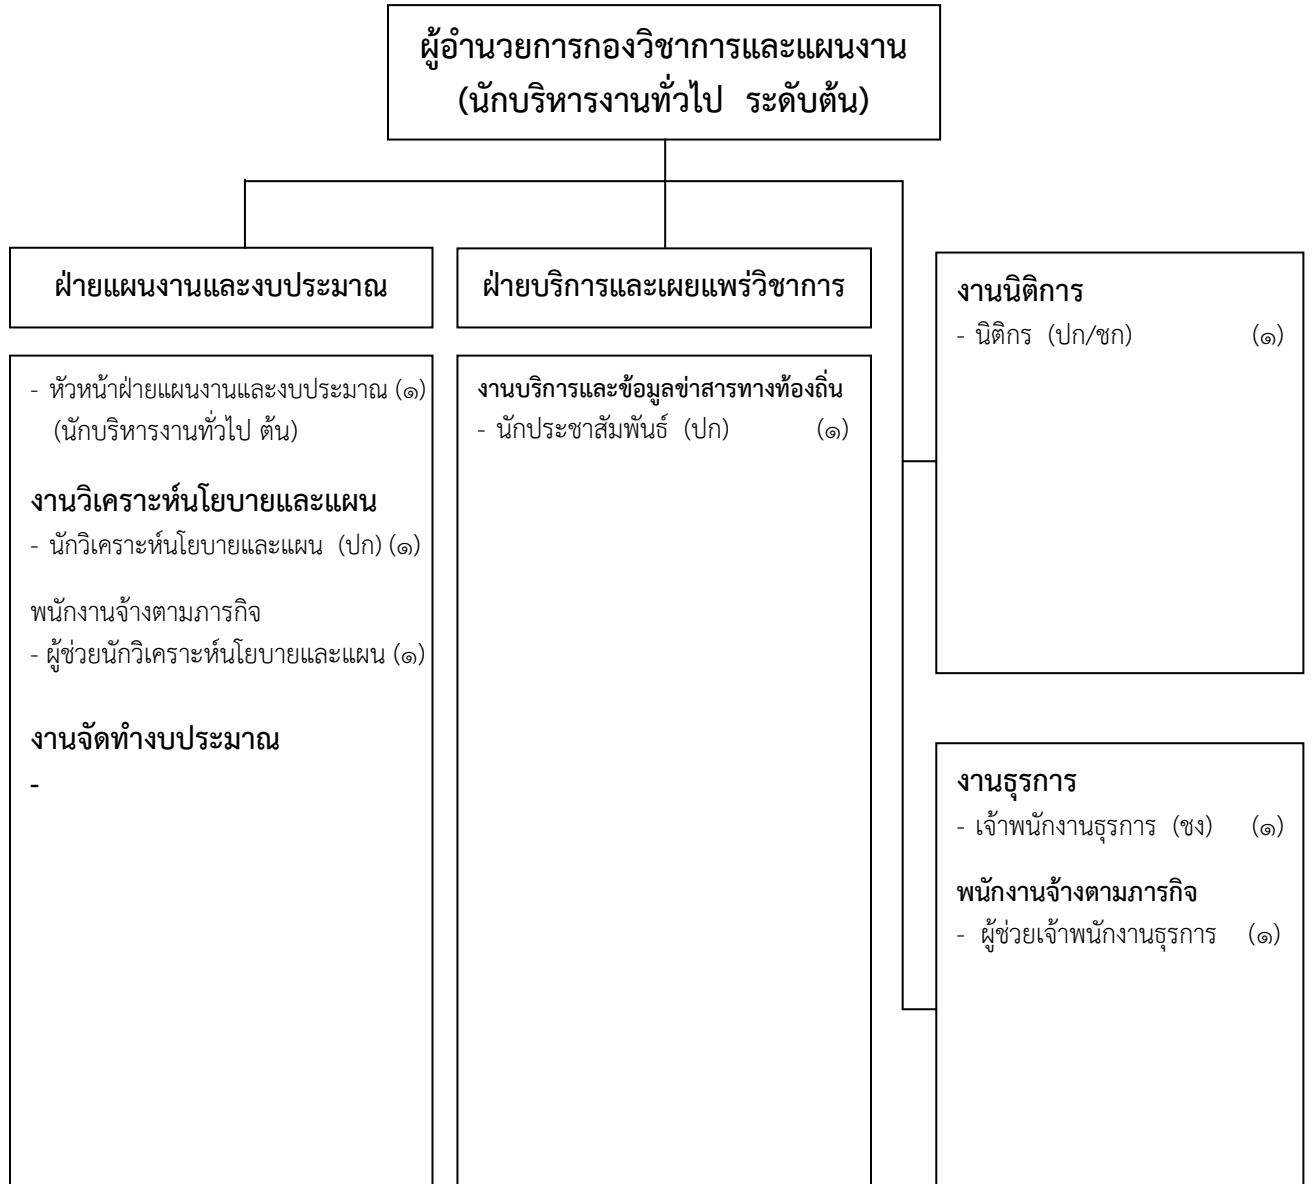 ผู้อำนวยการกองวิชาการและแผนงาน
(นักบริหารงานทั่วไป ระดับต้น)
ฝ่ายแผนงานและงบประมาณ
- หัวหน้าฝ่ายแผนงานและงบประมาณ (๑)
(นักบริหารงานทั่วไป ต้น)
งานวิเคราะห์นโยบายและแผน
- นักวิเคราะห์นโยบายและแผน (ปก) (๑)
พนักงานจ้างตามภารกิจ
- ผู้ช่วยนักวิเคราะห์นโยบายและแผน (๑)
งานจัดทำงบประมาณ
-
ฝ่ายบริการและเผยแพร่วิชาการ
งานบริการและข้อมูลข่าสารทางท้องถิ่น
- นักประชาสัมพันธ์ (ปก) (๑)
งานนิติการ
- นิติกร (ปก/ชก) (๑)
งานธุรการ
- เจ้าพนักงานธุรการ (ชง) (๑)
พนักงานจ้างตามภารกิจ
- ผู้ช่วยเจ้าพนักงานธุรการ (๑)